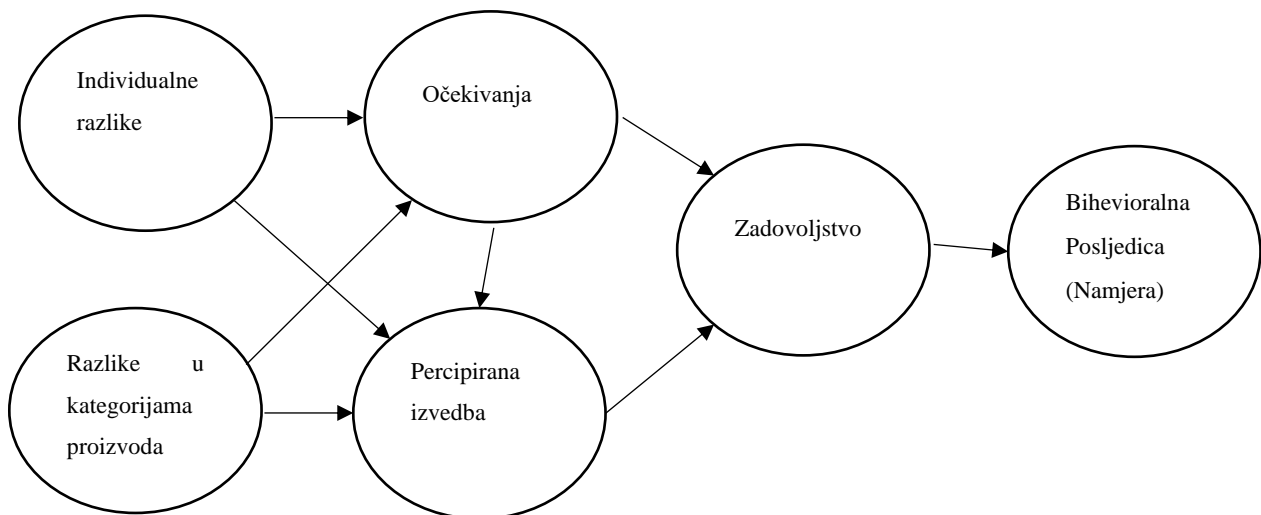 Individualne
razlike
Očekivanja
Zadovoljstvo
Bihevioralna
Posljedica
(Namjera)
Razlike u
kategorijama
proizvoda
Percipirana
izvedba